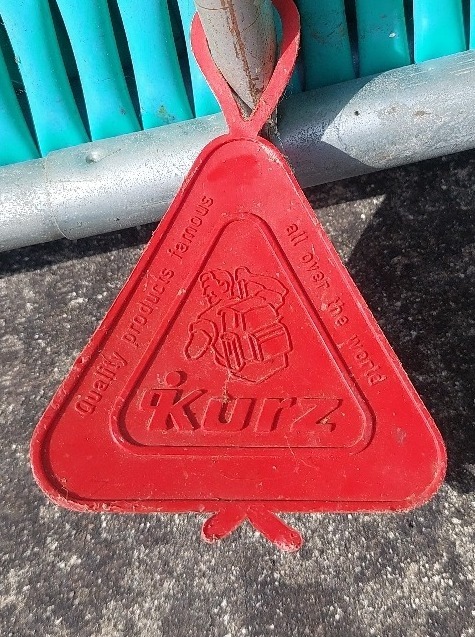 Quality products famous
all over the world
Kurz